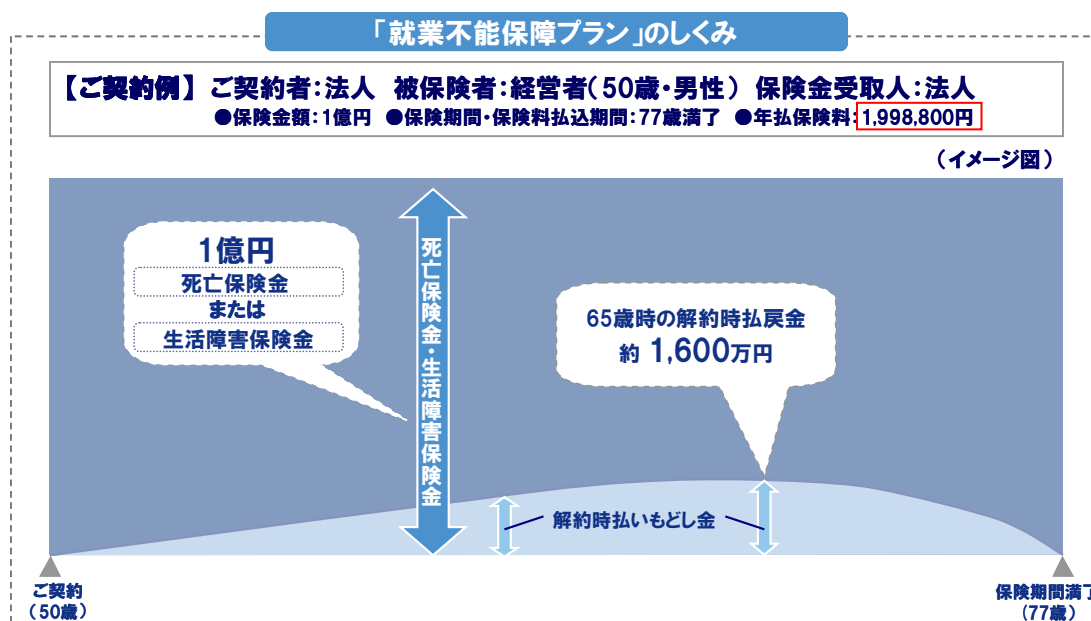 「就業不能保障プラン」のしくみ
【ご契約例】ご契約者:法人 被保険者:経営者(50歳・男性) 保険金受取人:法人
●保険金額:1億円 ●保険期間・保険料払込期間:77歳満了 ●年払保険料:1,998,800円
(イメージ図)
1億円
死亡保険金
または
生活障害保険金
死亡保険金・生活障害保険金
65歳時の解約時払戻金
約 1,600万円
解約時払いもどし金
ご契約
(50歳)
保険期間満了
(77歳)